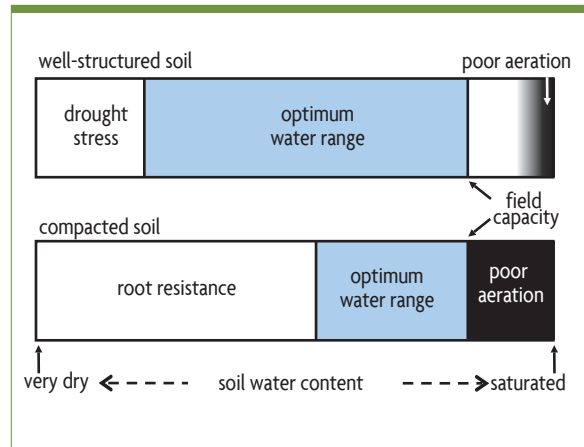 well-structured soil
poor aeration
drought
stress
optimum
water range
field
capacity
compacted soil
root resistance
optimum
water range
poor
aeration
very dry
soil water content
saturated